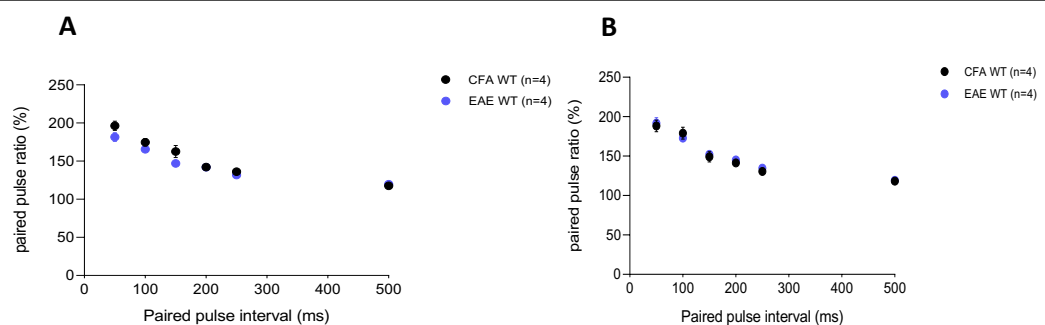 A
CFA WT (n=4)
EAE WT (n=4)
250
200
150
100
50
0
paired pulse ratio (%)
0 100 200 300 400 500
Paired pulse interval (ms)
B
CFA WT (n=4)
EAE WT (n=4)
250
200
150
100
50
0
paired pulse ratio (%)
0 100 200 300 400 500
Paired pulse interval (ms)